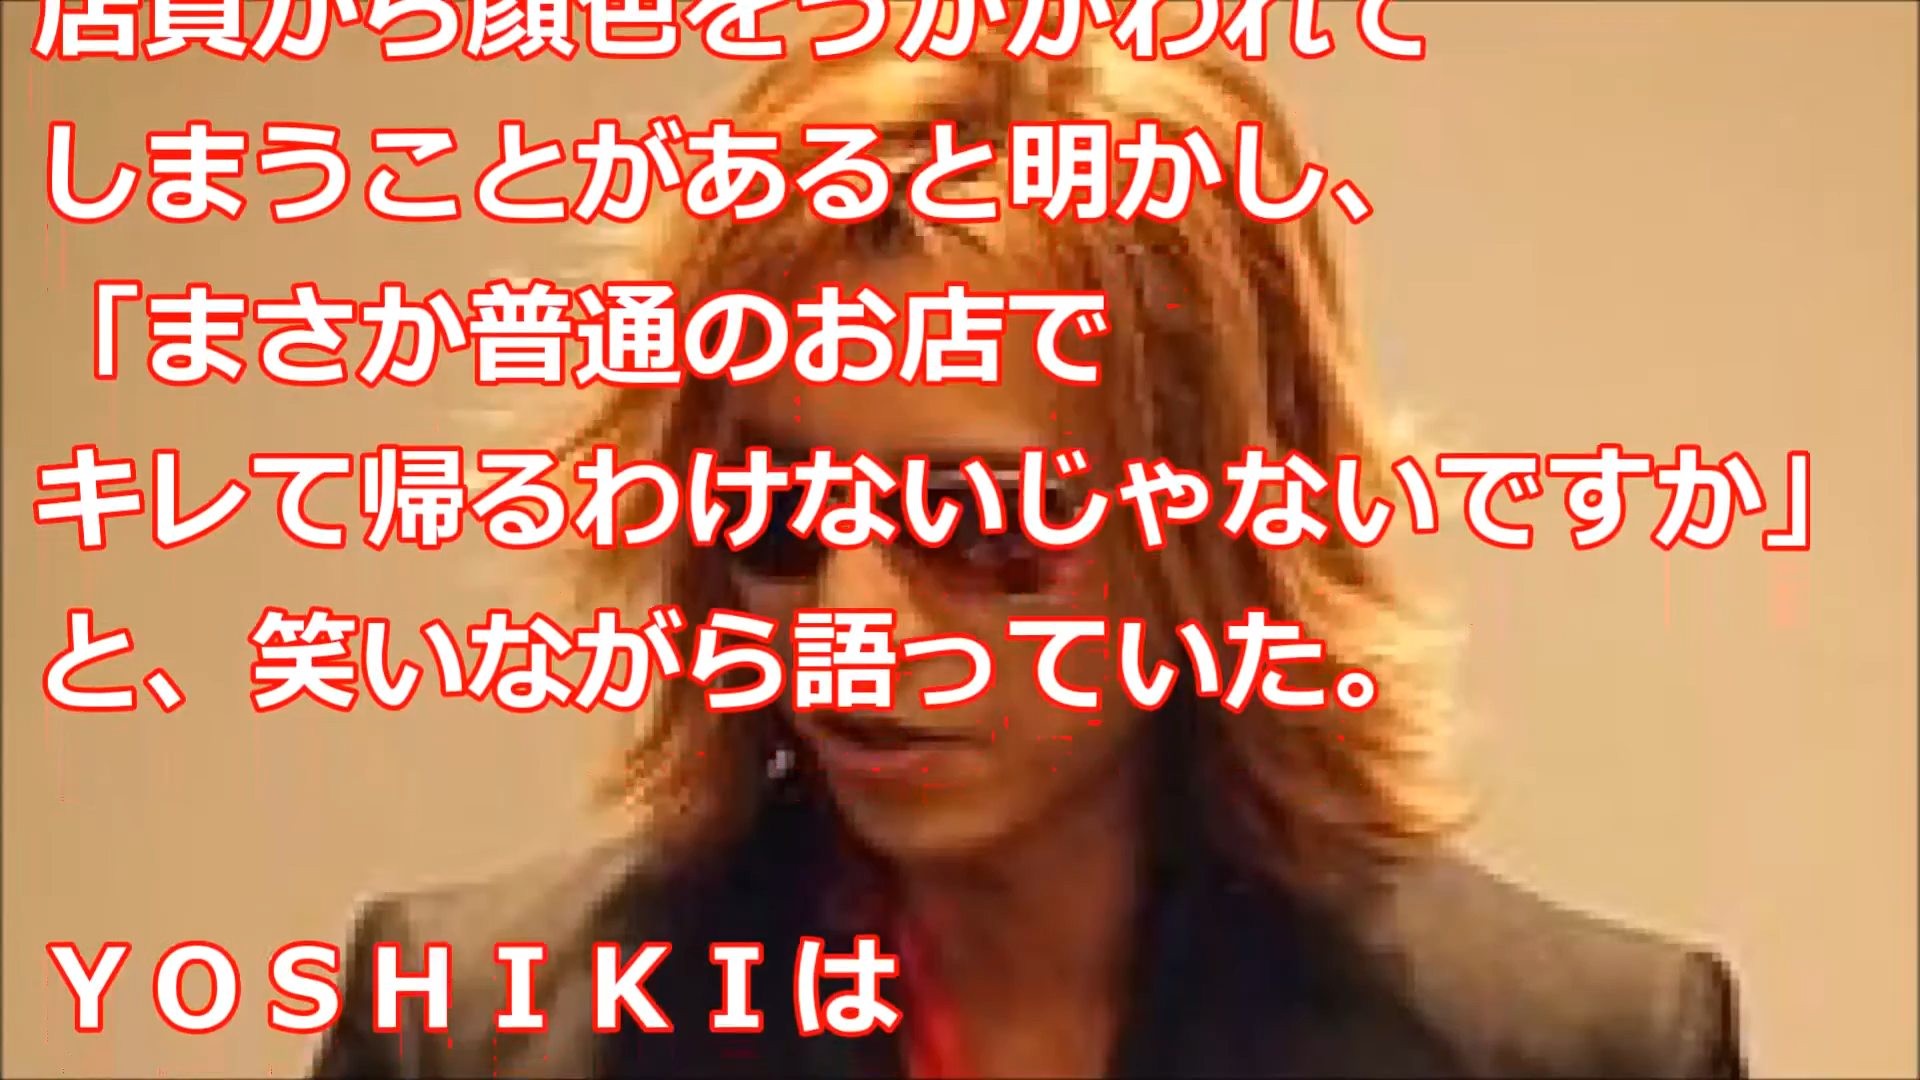 店員から顔色をうかがわれて
しまうことがあると明かし、
「まさか普通のお店で
キレて帰るわけないじゃないですか」
と、笑いながら語っていた。
ＹＯＳＨＩＫＩは